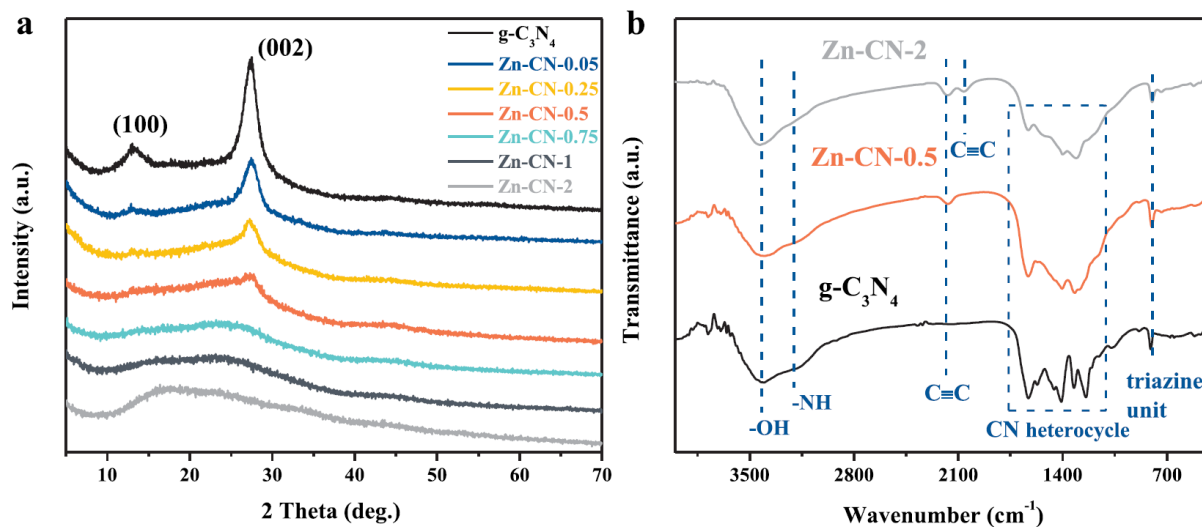 a
g-C₃N₄
Zn-CN-0.05
Zn-CN-0.25
Zn-CN-0.5
Zn-CN-0.75
Zn-CN-1
Zn-CN-2
(002)
(100)
Intensity (a.u.)
10 20 30 40 50 60 70
2 Theta (deg.)
b
Zn-CN-2
C≡C
Zn-CN-0.5
g-C₃N₄
Transmittance (a.u.)
-OH
-NH
C≡C
CN heterocycle
triazine
unit
3500 2800 2100 1400 700
Wavenumber (cm⁻¹)